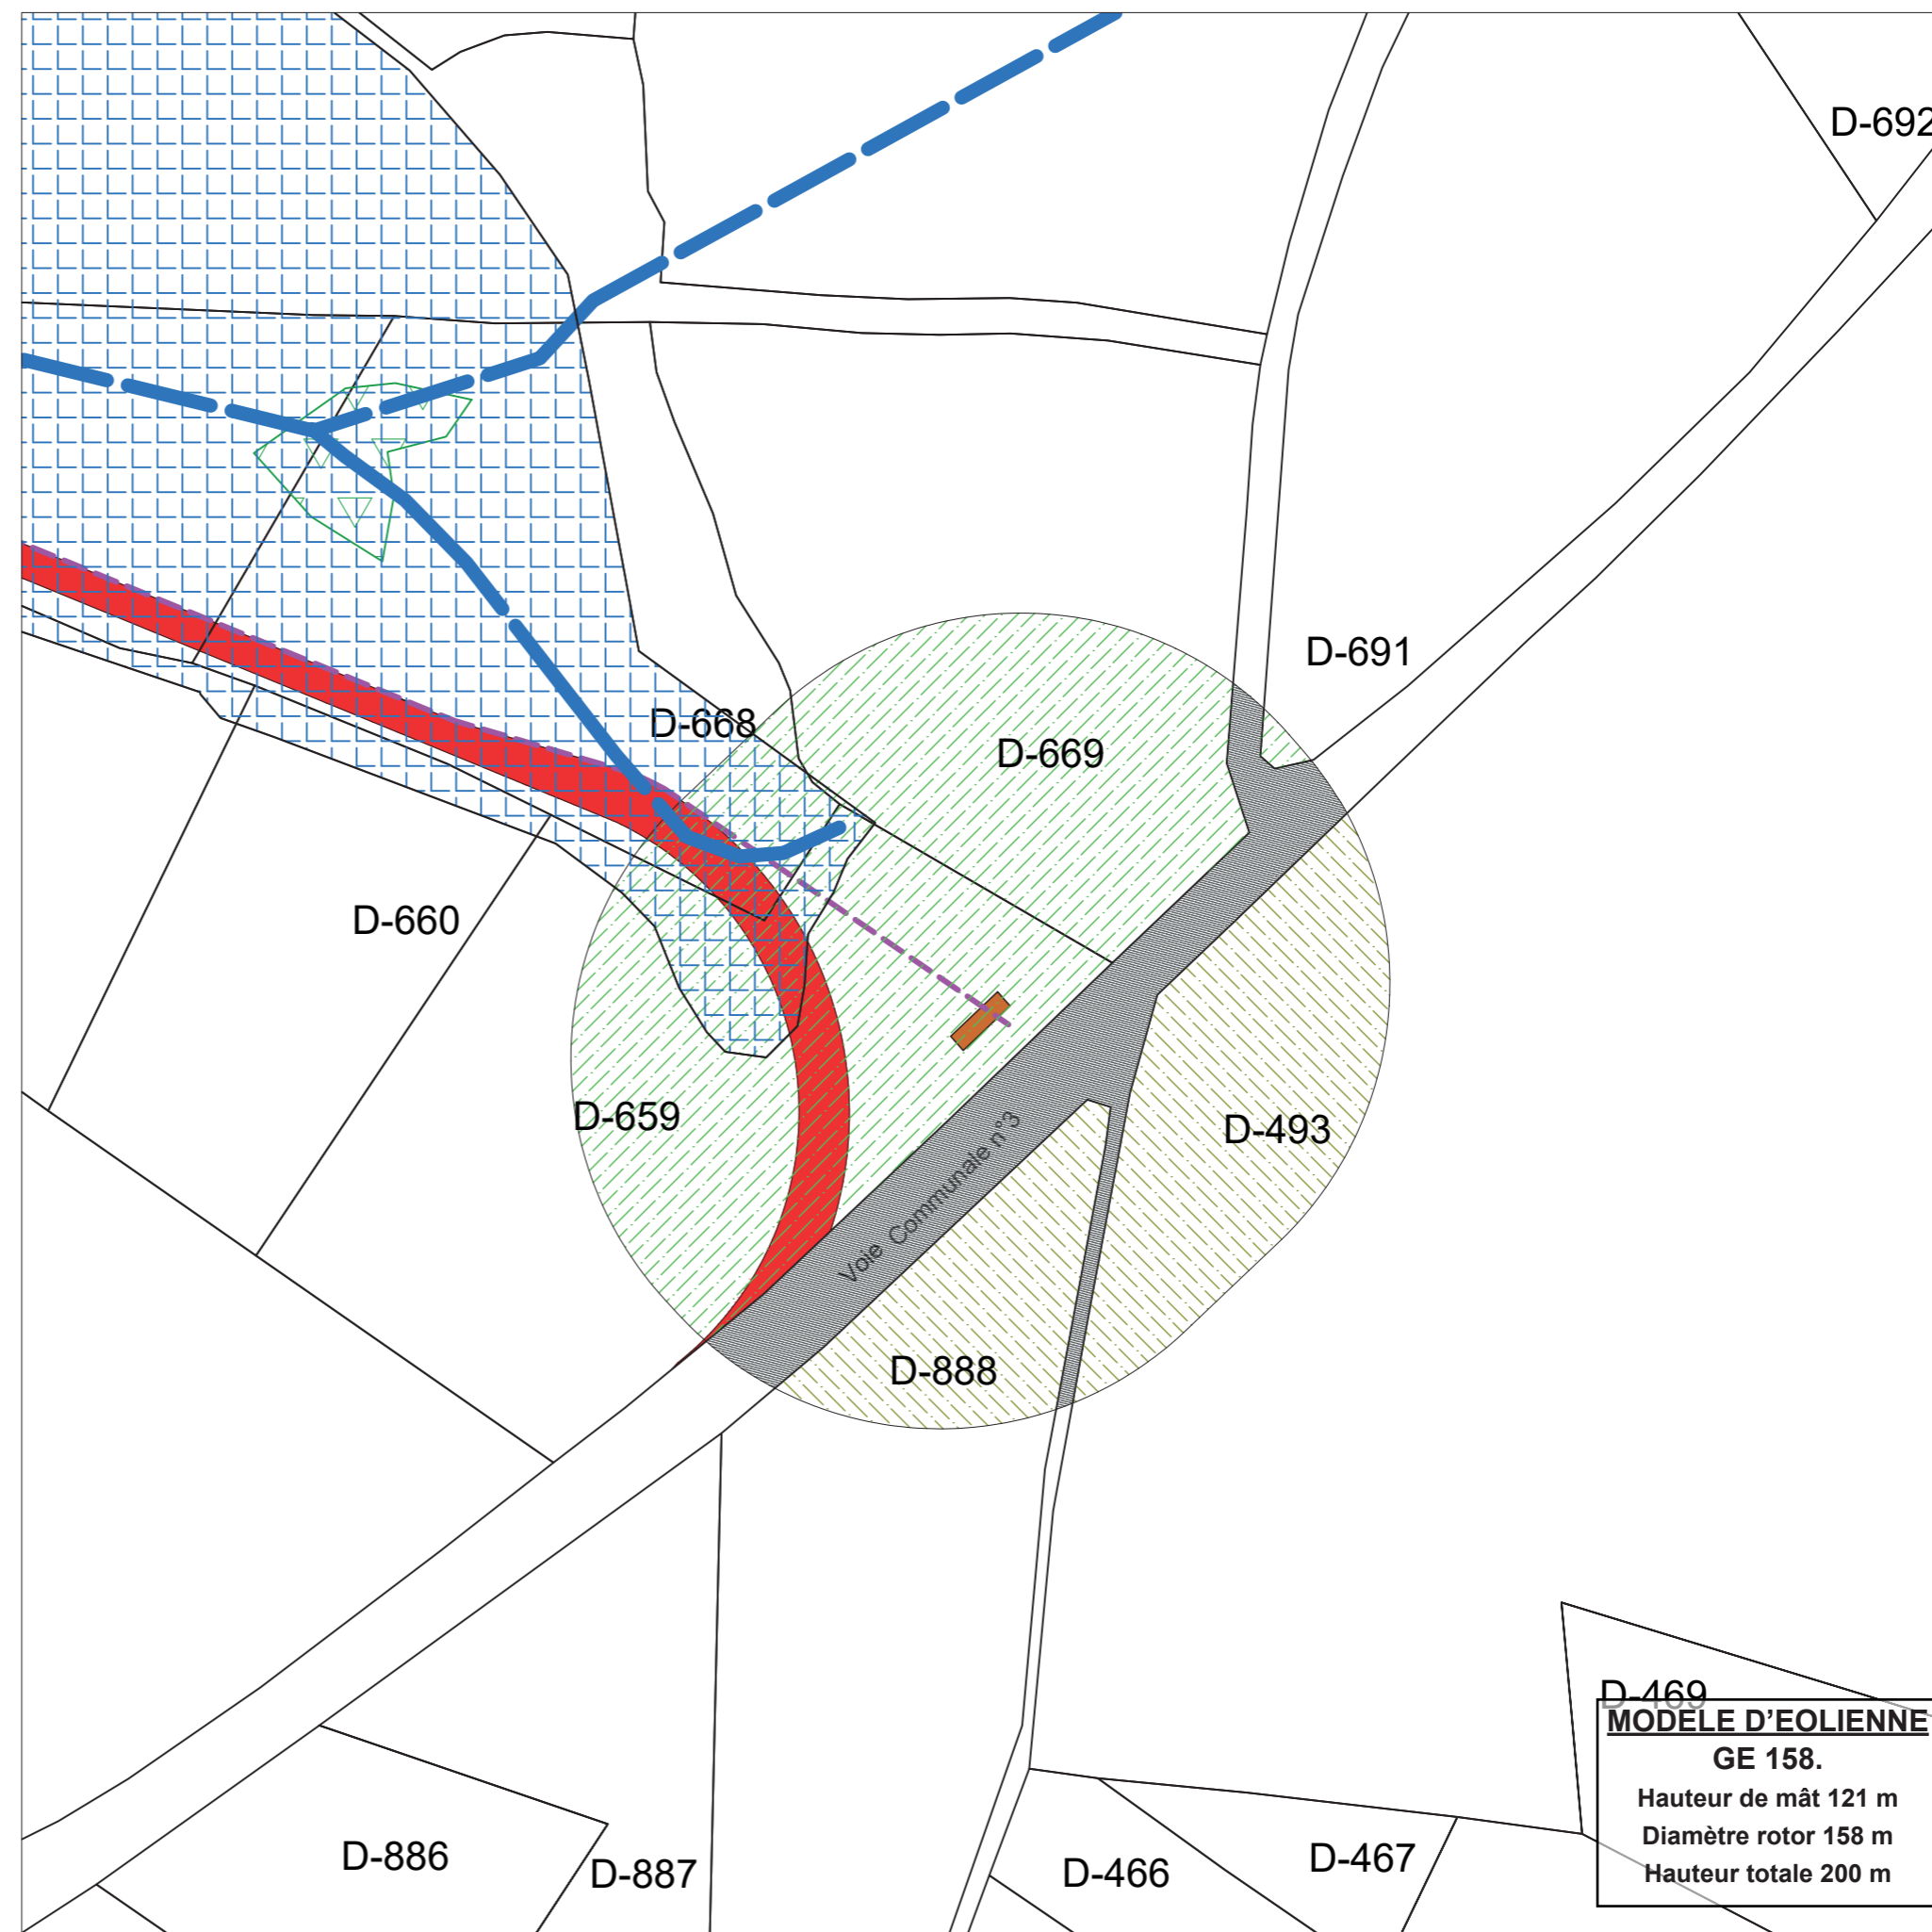 D-692
D-691
D-668
D-669
D-660
D-659
D-493
Voie Communale n°3
D-888
D-469
MODELE D'EOLIENNE
GE 158.
Hauteur de mât 121 m
Diamètre rotor 158 m
Hauteur totale 200 m
D-886
D-887
D-466
D-467